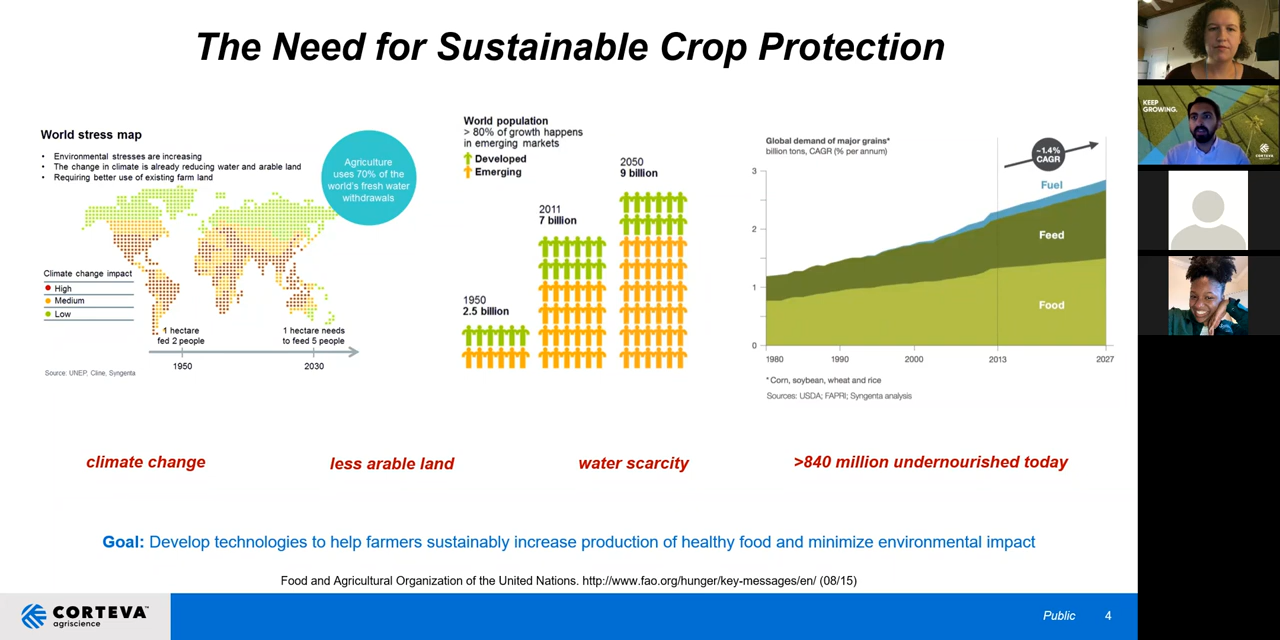 The Need for Sustainable Crop Protection
World stress map
• Environmental stresses are increasing
• The change in climate is already reducing water and arable land
• Requiring better use of existing farm land
Agriculture
uses 70% of the
world's fresh water
withdrawals
Climate change impact
High
Medium
Low
1 hectare
fed 2 people
1 hectare needs
to feed 5 people
1950
2030
Source: UNEP, Cline, Syngenta
World population
> 80% of growth happens
in emerging markets
Developed
Emerging
1950
2.5 billion
2011
7 billion
2050
9 billion
Global demand of major grains*
billion tons, CAGR (% per annum)
~1.4%
CAGR
3
2
1
0
Fuel
Feed
Food
1980
1990
2000
2013
2027
* Corn, soybean, wheat and rice
Sources: USDA; FAPRI; Syngenta analysis
climate change
less arable land
water scarcity
>840 million undernourished today
Goal: Develop technologies to help farmers sustainably increase production of healthy food and minimize environmental impact
Food and Agricultural Organization of the United Nations. http://www.fao.org/hunger/key-messages/en/ (08/15)
CORTEVA™
agriscience
Public
4
KEEP
GROWING.
CORTEVA